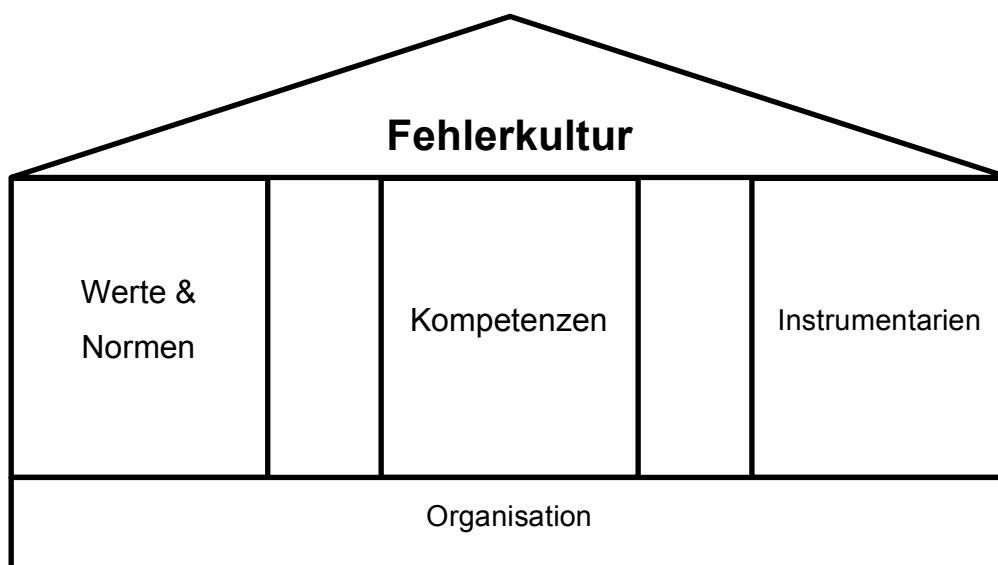 Fehlerkultur
Werte &
Normen
Kompetenzen
Instrumentarien
Organisation